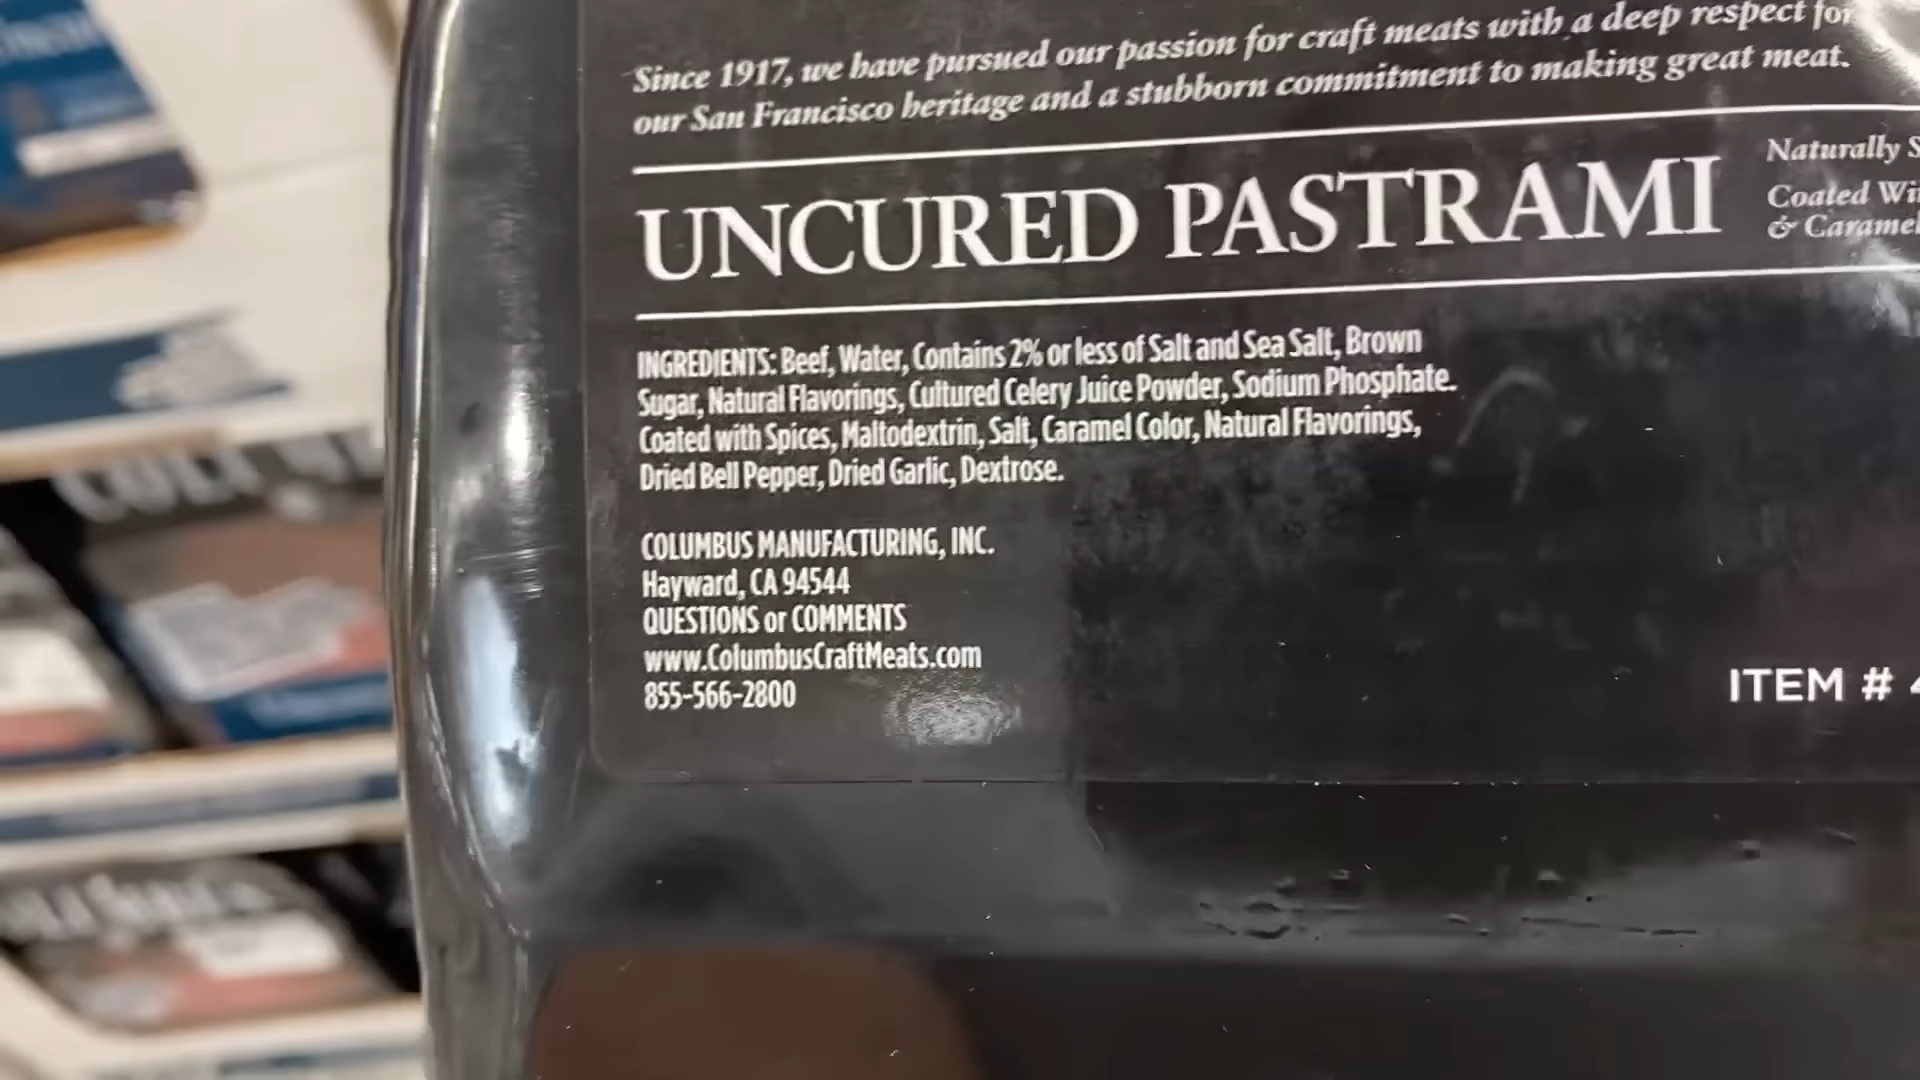 Since 1917, we have pursued our passion for craft meats with a deep respect for
our San Francisco heritage and a stubborn commitment to making great meat.
UNCURED PASTRAMI
Naturally
Coated
& Caramel
INGREDIENTS: Beef, Water, Contains 2% or less of Salt and Sea Salt, Brown
Sugar, Natural Flavorings, Cultured Celery Juice Powder, Sodium Phosphate.
Coated with Spices, Maltodextrin, Salt, Caramel Color, Natural Flavorings,
Dried Bell Pepper, Dried Garlic, Dextrose.
COLUMBUS MANUFACTURING, INC.
Hayward, CA 94544
QUESTIONS or COMMENTS
www.ColumbusCraftMeats.com
855-566-2800
ITEM #